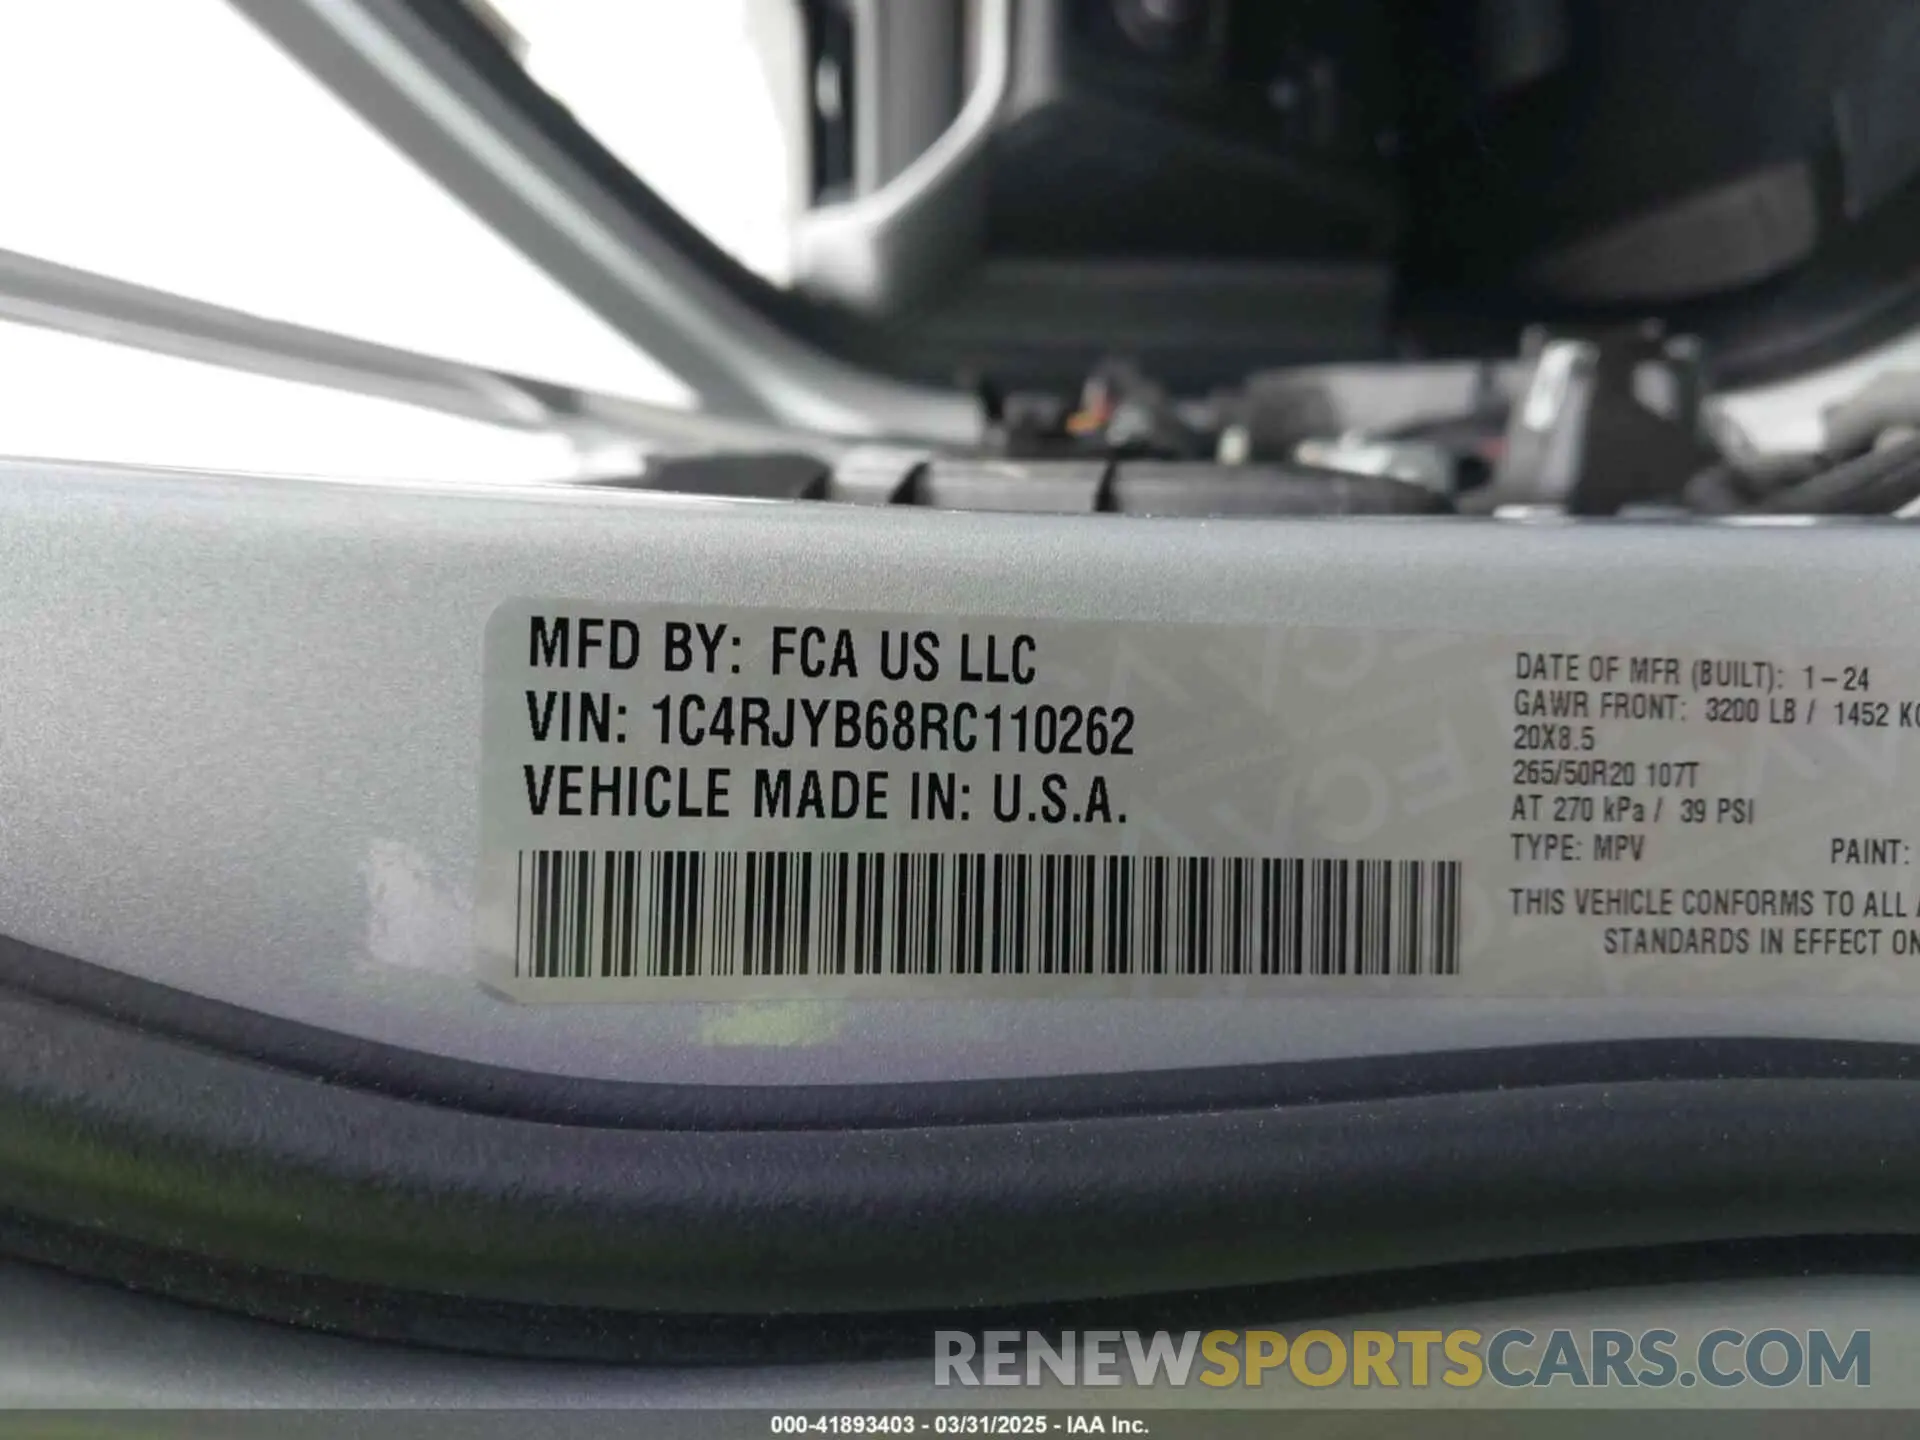 MFD BY: FCA US LLC
VIN: 1C4RJYB68RC110262
VEHICLE MADE IN: U.S.A.
DATE OF MFR (BUILT): 1-24
GAWR FRONT: 3200 LB / 1452 KG
20X8.5
265/50R20 107T
AT 270 kPa / 39 PSI
TYPE: MPV PAINT:
THIS VEHICLE CONFORMS TO ALL
STANDARDS IN EFFECT ON
RENEWSPORTSCARS.COM
000-41893403 - 03/31/2025 - IAA Inc.